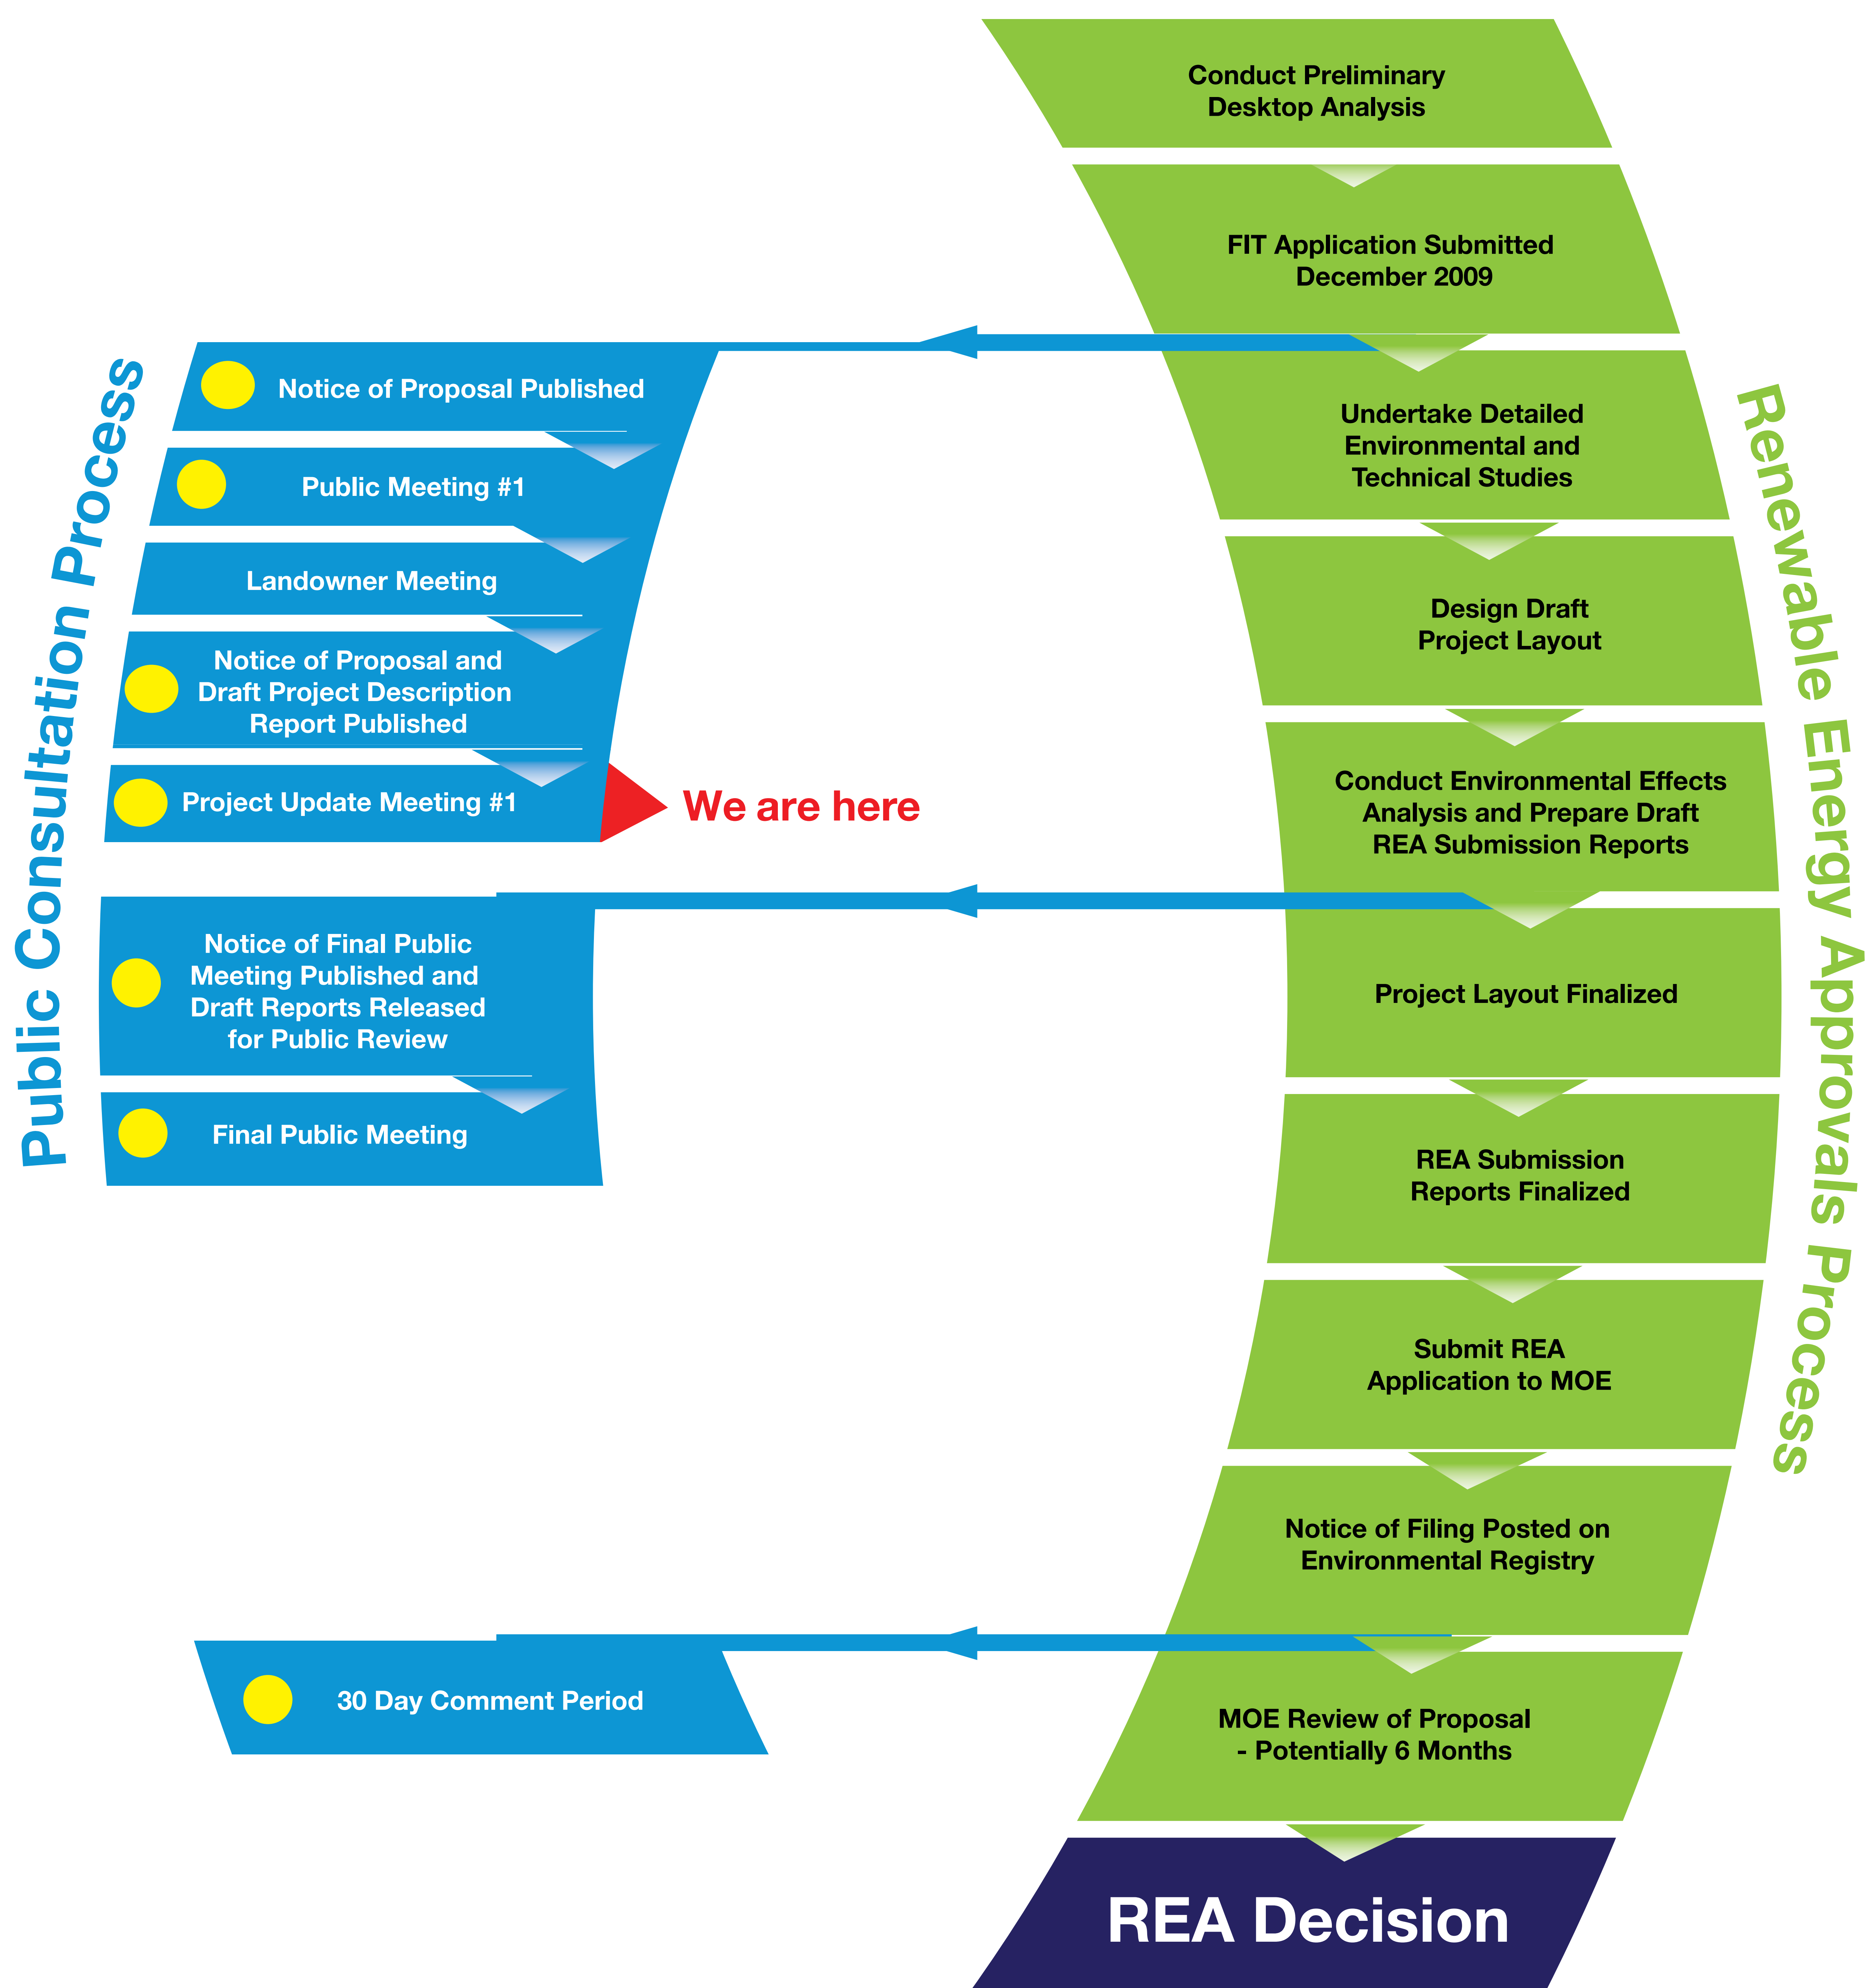 Public Consultation Process
Notice of Proposal Published
Public Meeting #1
Landowner Meeting
Notice of Proposal and
Draft Project Description
Report Published
Project Update Meeting #1
We are here
Notice of Final Public
Meeting Published and
Draft Reports Released
for Public Review
Final Public Meeting
30 Day Comment Period
Renewable Energy Approvals Process
Conduct Preliminary
Desktop Analysis
FIT Application Submitted
December 2009
Undertake Detailed
Environmental and
Technical Studies
Design Draft
Project Layout
Conduct Environmental Effects
Analysis and Prepare Draft
REA Submission Reports
Project Layout Finalized
REA Submission
Reports Finalized
Submit REA
Application to MOE
Notice of Filing Posted on
Environmental Registry
MOE Review of Proposal
- Potentially 6 Months
REA Decision